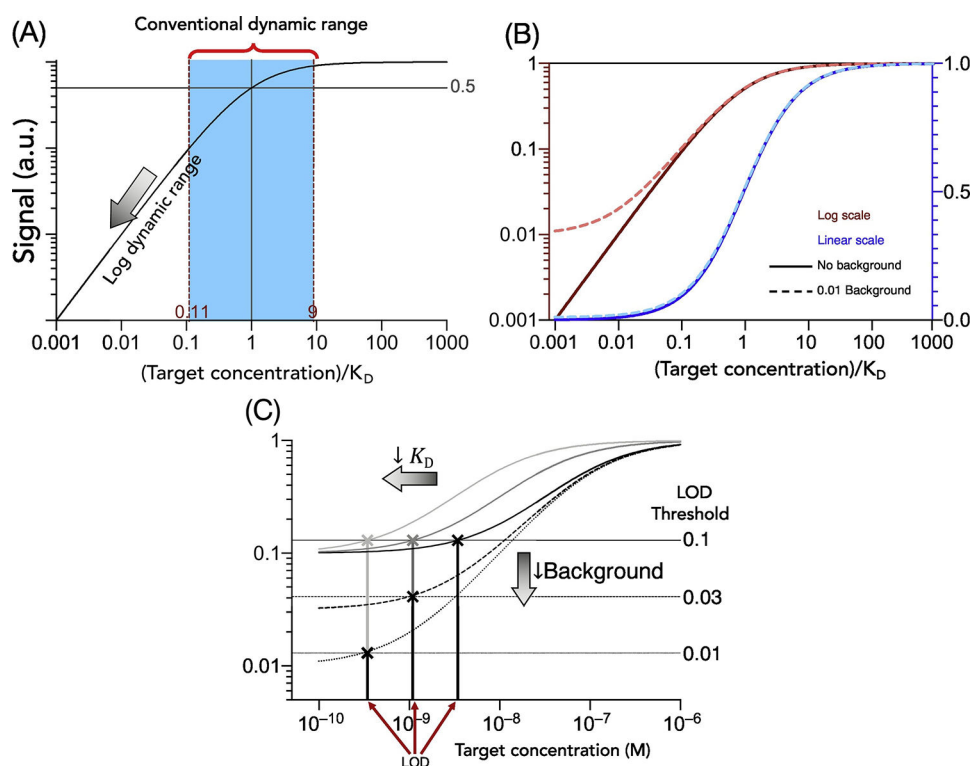 (A)
Conventional dynamic range
0.5
Signal (a.u.)
Log dynamic range
0.11
9
0.001
0.01
0.1
1
10
100
1000
(Target concentration)/K_D
(B)
1
0.1
0.01
0.001
1.0
0.5
0.0
Log scale
Linear scale
No background
0.01 Background
0.001
0.01
0.1
1
10
100
1000
(Target concentration)/K_D
(C)
1
0.1
0.01
↓ K_D
LOD
Threshold
0.1
↓Background
0.03
0.01
10⁻¹⁰
10⁻⁹
10⁻⁸
10⁻⁷
10⁻⁶
Target concentration (M)
LOD